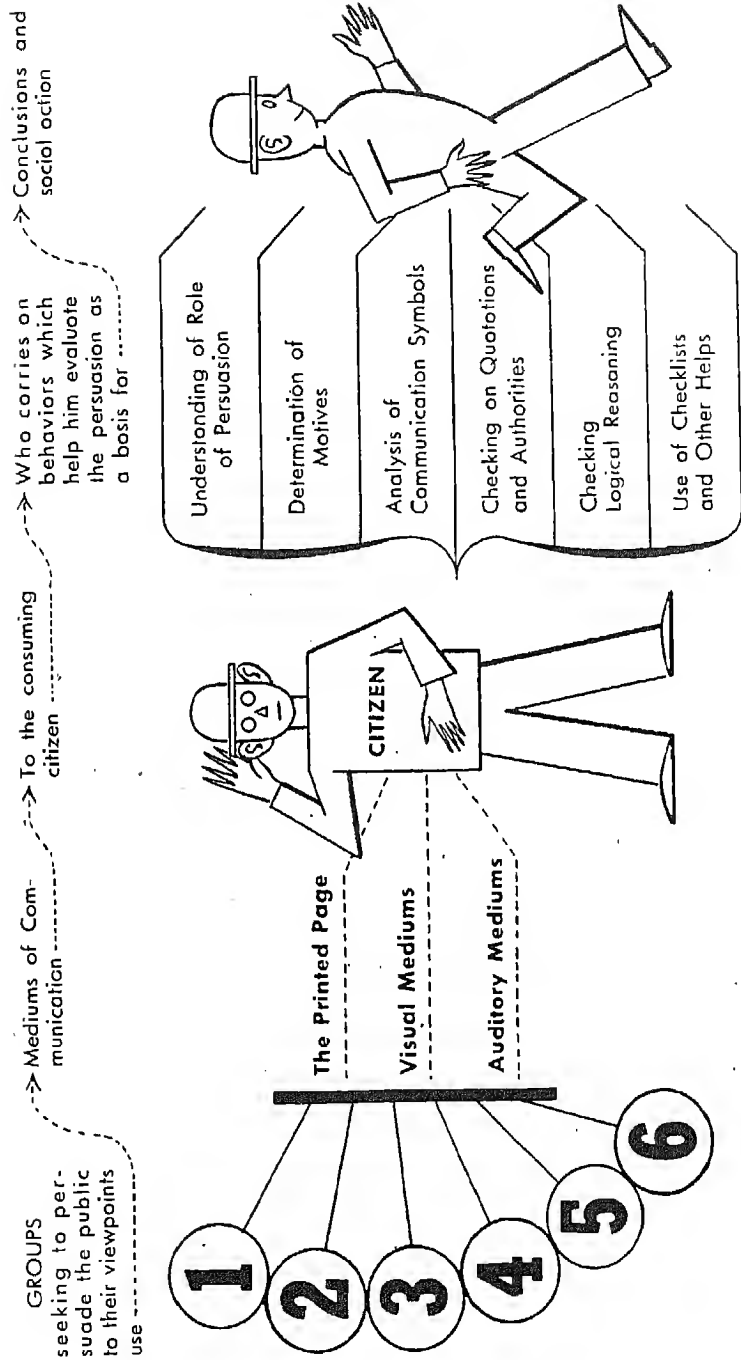 GROUPS
seeking to per-
suade the public
to their viewpoints
use
Mediums of Com-
munication
To the consuming
citizen
Who carries on
behaviors which
help him evaluate
the persuasion as
a basis for
Conclusions and
social action
1
2
3
4
5
6
The Printed Page
Visual Mediums
Auditory Mediums
CITIZEN
Understanding of Role
of Persuasion
Determination of
Motives
Analysis of
Communication Symbols
Checking on Quototions
and Authorities
Checking
Logical Reasaning
Use of Checklists
and Other Helps